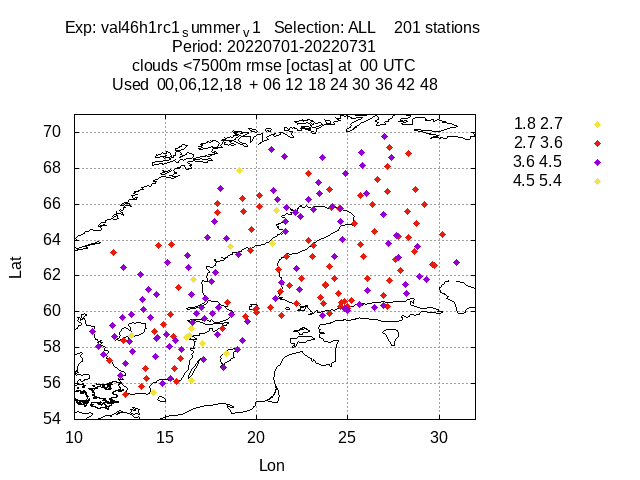 Exp: val46h1rc1 s ummer v 1 Selection: ALL 201 stations
Period: 20220701-20220731
clouds <7500m rmse [octas] at 00 UTC
Used 00,06,12,18 + 06 12 18 24 30 36 42 48
1.8 2.7
2.7 3.6
3.6 4.5
4.5 5.4
70
68
66
64
62
60
58
56
54
Lat
10 15 20 25 30
Lon